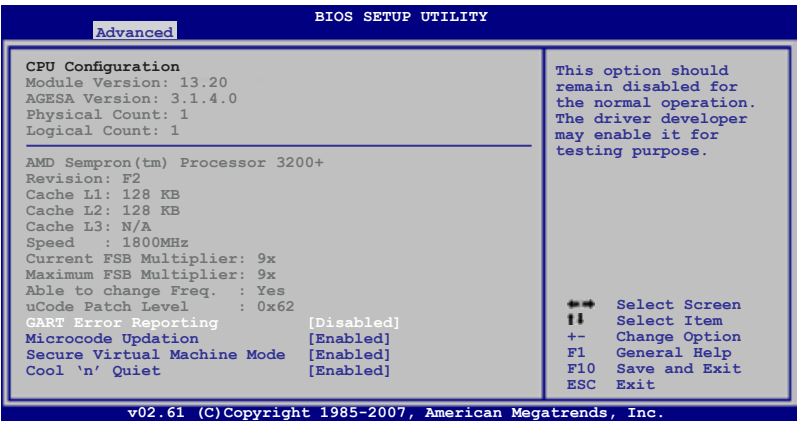 BIOS SETUP UTILITY
Advanced
CPU Configuration
Module Version: 13.20
AGESA Version: 3.1.4.0
Physical Count: 1
Logical Count: 1
AMD Sempron(tm) Processor 3200+
Revision: F2
Cache L1: 128 KB
Cache L2: 128 KB
Cache L3: N/A
Speed : 1800MHz
Current FSB Multiplier: 9x
Maximum FSB Multiplier: 9x
Able to change Freq. : Yes
uCode Patch Level : 0x62
GART Error Reporting [Disabled]
Microcode Updation [Enabled]
Secure Virtual Machine Mode [Enabled]
Cool ‘n’ Quiet [Enabled]
This option should
remain disabled for
the normal operation.
The driver developer
may enable it for
testing purpose.
Select Screen
Select Item
+- Change Option
F1 General Help
F10 Save and Exit
ESC Exit
v02.61 (C)Copyright 1985-2007, American Megatrends, Inc.